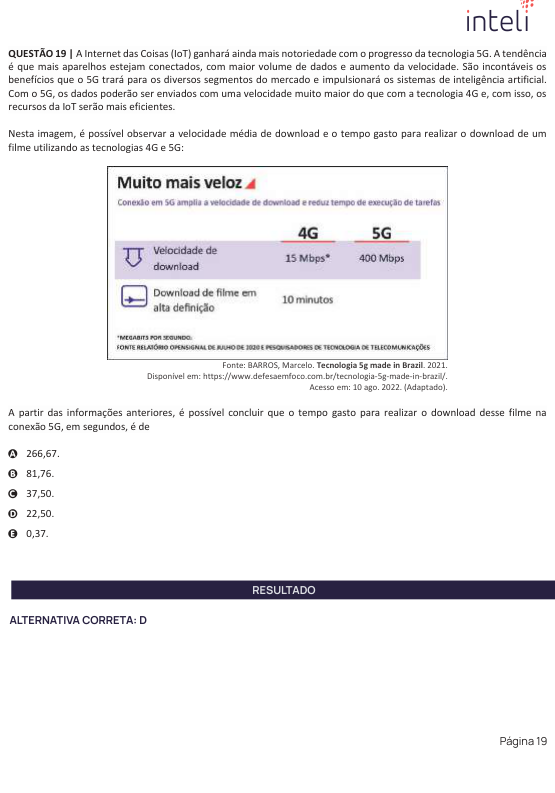 inteli
QUESTÃO 19 | A Internet das Coisas (IoT) ganhará ainda mais notoriedade com o progresso da tecnologia 5G. A tendência
é que mais aparelhos estejam conectados, com maior volume de dados e aumento da velocidade. São incontáveis os
benefícios que o 5G trará para os diversos segmentos do mercado e impulsionará os sistemas de inteligência artificial.
Com o 5G, os dados poderão ser enviados com uma velocidade muito maior do que com a tecnologia 4G e, com isso, os
recursos da IoT serão mais eficientes.
Nesta imagem, é possível observar a velocidade média de download e o tempo gasto para realizar o download de um
filme utilizando as tecnologias 4G e 5G:
Muito mais veloz
Conexão em 5G amplia a velocidade de download e reduz tempo de execução de tarefas
4G 5G
Velocidade de
download
15 Mbps* 400 Mbps
Download de filme em
alta definição
10 minutos
*MEGABITS POR SEGUNDO.
FONTE RELATÓRIO OPENSIGNAL DE JULHO DE 2020 E PESQUISADORES DE TECNOLOGIA DE TELECOMUNICAÇÕES
Fonte: BARROS, Marcelo. Tecnologia 5g made in Brazil. 2021.
Disponível em: https://www.defesaemfoco.com.br/tecnologia-5g-made-in-brazil/.
Acesso em: 10 ago. 2022. (Adaptado).
A partir das informações anteriores, é possível concluir que o tempo gasto para realizar o download desse filme na
conexão 5G, em segundos, é de
A 266,67.
B 81,76.
C 37,50.
D 22,50.
E 0,37.
RESULTADO
ALTERNATIVA CORRETA: D
Página 19